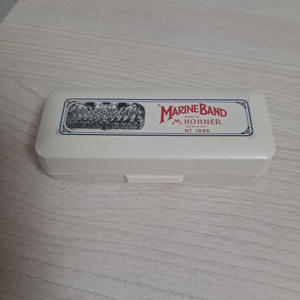 MARINE BAND
M. HOHNER
Nº 1896